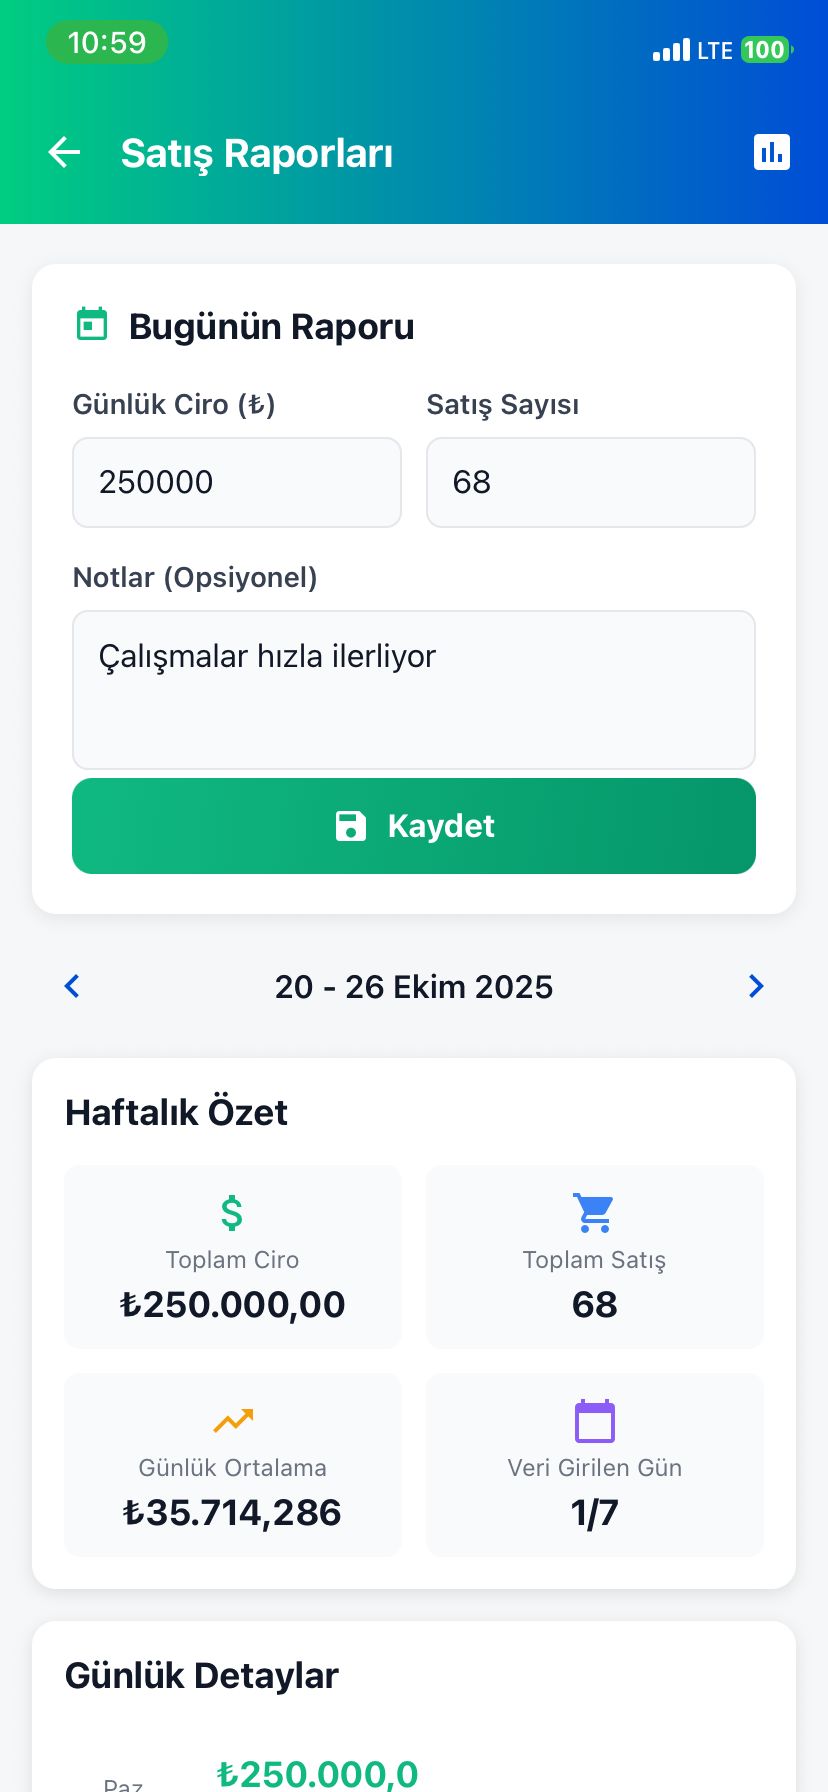 10:59
LTE 100
Satış Raporları
Bugünün Raporu
Günlük Ciro (₺) Satış Sayısı
250000 68
Notlar (Opsiyonel)
Çalışmalar hızla ilerliyor
Kaydet
20 - 26 Ekim 2025
Haftalık Özet
$
Toplam Ciro Toplam Satış
₺250.000,00 68
Günlük Ortalama Veri Girilen Gün
₺35.714,286 1/7
Günlük Detaylar
₺250.000,0
Paz